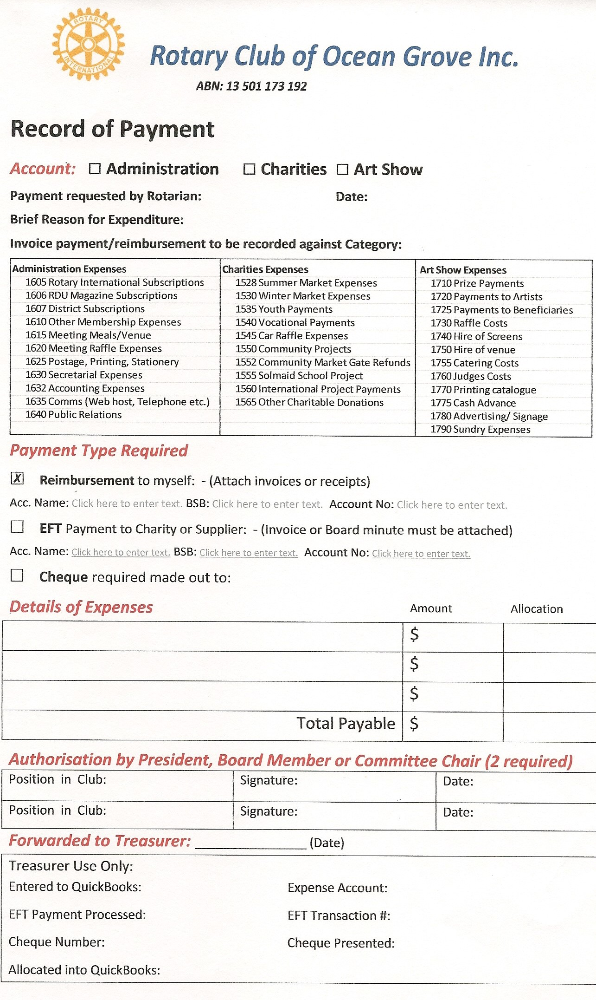 ROTARY
INTERNATIONAL
Rotary Club of Ocean Grove Inc.
ABN: 13 501 173 192
Record of Payment
Account: ☐ Administration ☐ Charities ☐ Art Show
Payment requested by Rotarian: Date:
Brief Reason for Expenditure:
Invoice payment/reimbursement to be recorded against Category:
Administration Expenses
1605 Rotary International Subscriptions
1606 RDU Magazine Subscriptions
1607 District Subscriptions
1610 Other Membership Expenses
1615 Meeting Meals/Venue
1620 Meeting Raffle Expenses
1625 Postage, Printing, Stationery
1630 Secretarial Expenses
1632 Accounting Expenses
1635 Comms (Web host, Telephone etc.)
1640 Public Relations
Charities Expenses
1528 Summer Market Expenses
1530 Winter Market Expenses
1535 Youth Payments
1540 Vocational Payments
1545 Car Raffle Expenses
1550 Community Projects
1552 Community Market Gate Refunds
1555 Solmaid School Project
1560 International Project Payments
1565 Other Charitable Donations
Art Show Expenses
1710 Prize Payments
1720 Payments to Artists
1725 Payments to Beneficiaries
1730 Raffle Costs
1740 Hire of Screens
1750 Hire of venue
1755 Catering Costs
1760 Judges Costs
1770 Printing catalogue
1775 Cash Advance
1780 Advertising/ Signage
1790 Sundry Expenses
Payment Type Required
☒ Reimbursement to myself: - (Attach invoices or receipts)
Acc. Name: Click here to enter text. BSB: Click here to enter text. Account No: Click here to enter text.
☐ EFT Payment to Charity or Supplier: - (Invoice or Board minute must be attached)
Acc. Name: Click here to enter text. BSB: Click here to enter text. Account No: Click here to enter text.
☐ Cheque required made out to:
Details of Expenses Amount Allocation
$
$
$
Total Payable $
Authorisation by President, Board Member or Committee Chair (2 required)
Position in Club: Signature: Date:
Position in Club: Signature: Date:
Forwarded to Treasurer: ________________ (Date)
Treasurer Use Only:
Entered to QuickBooks: Expense Account:
EFT Payment Processed: EFT Transaction #:
Cheque Number: Cheque Presented:
Allocated into QuickBooks: